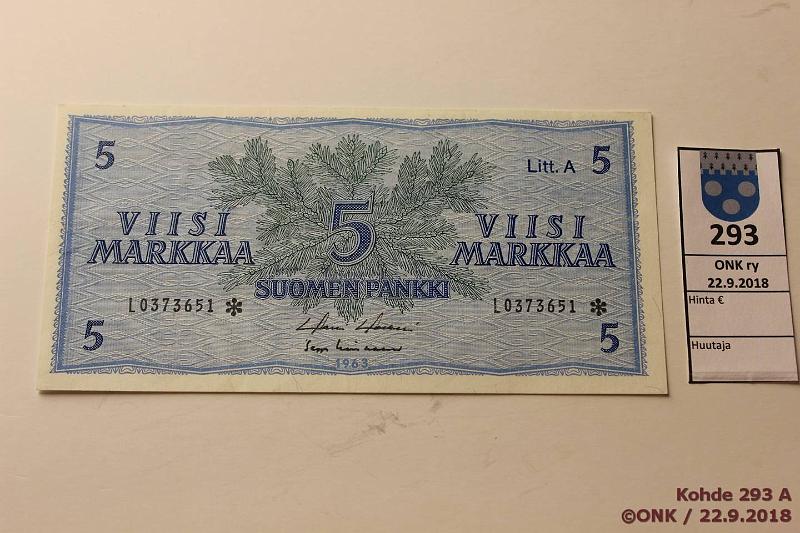 5
Litt. A 5
VIISI MARKKAA
5
VIISI MARKKAA
SUOMEN PANKKI
L0373651 * L0373651 *
5
5
1963
293
ONK ry
22.9.2018
Hinta €
Huutaja
Kohde 293 A
©ONK / 22.9.2018